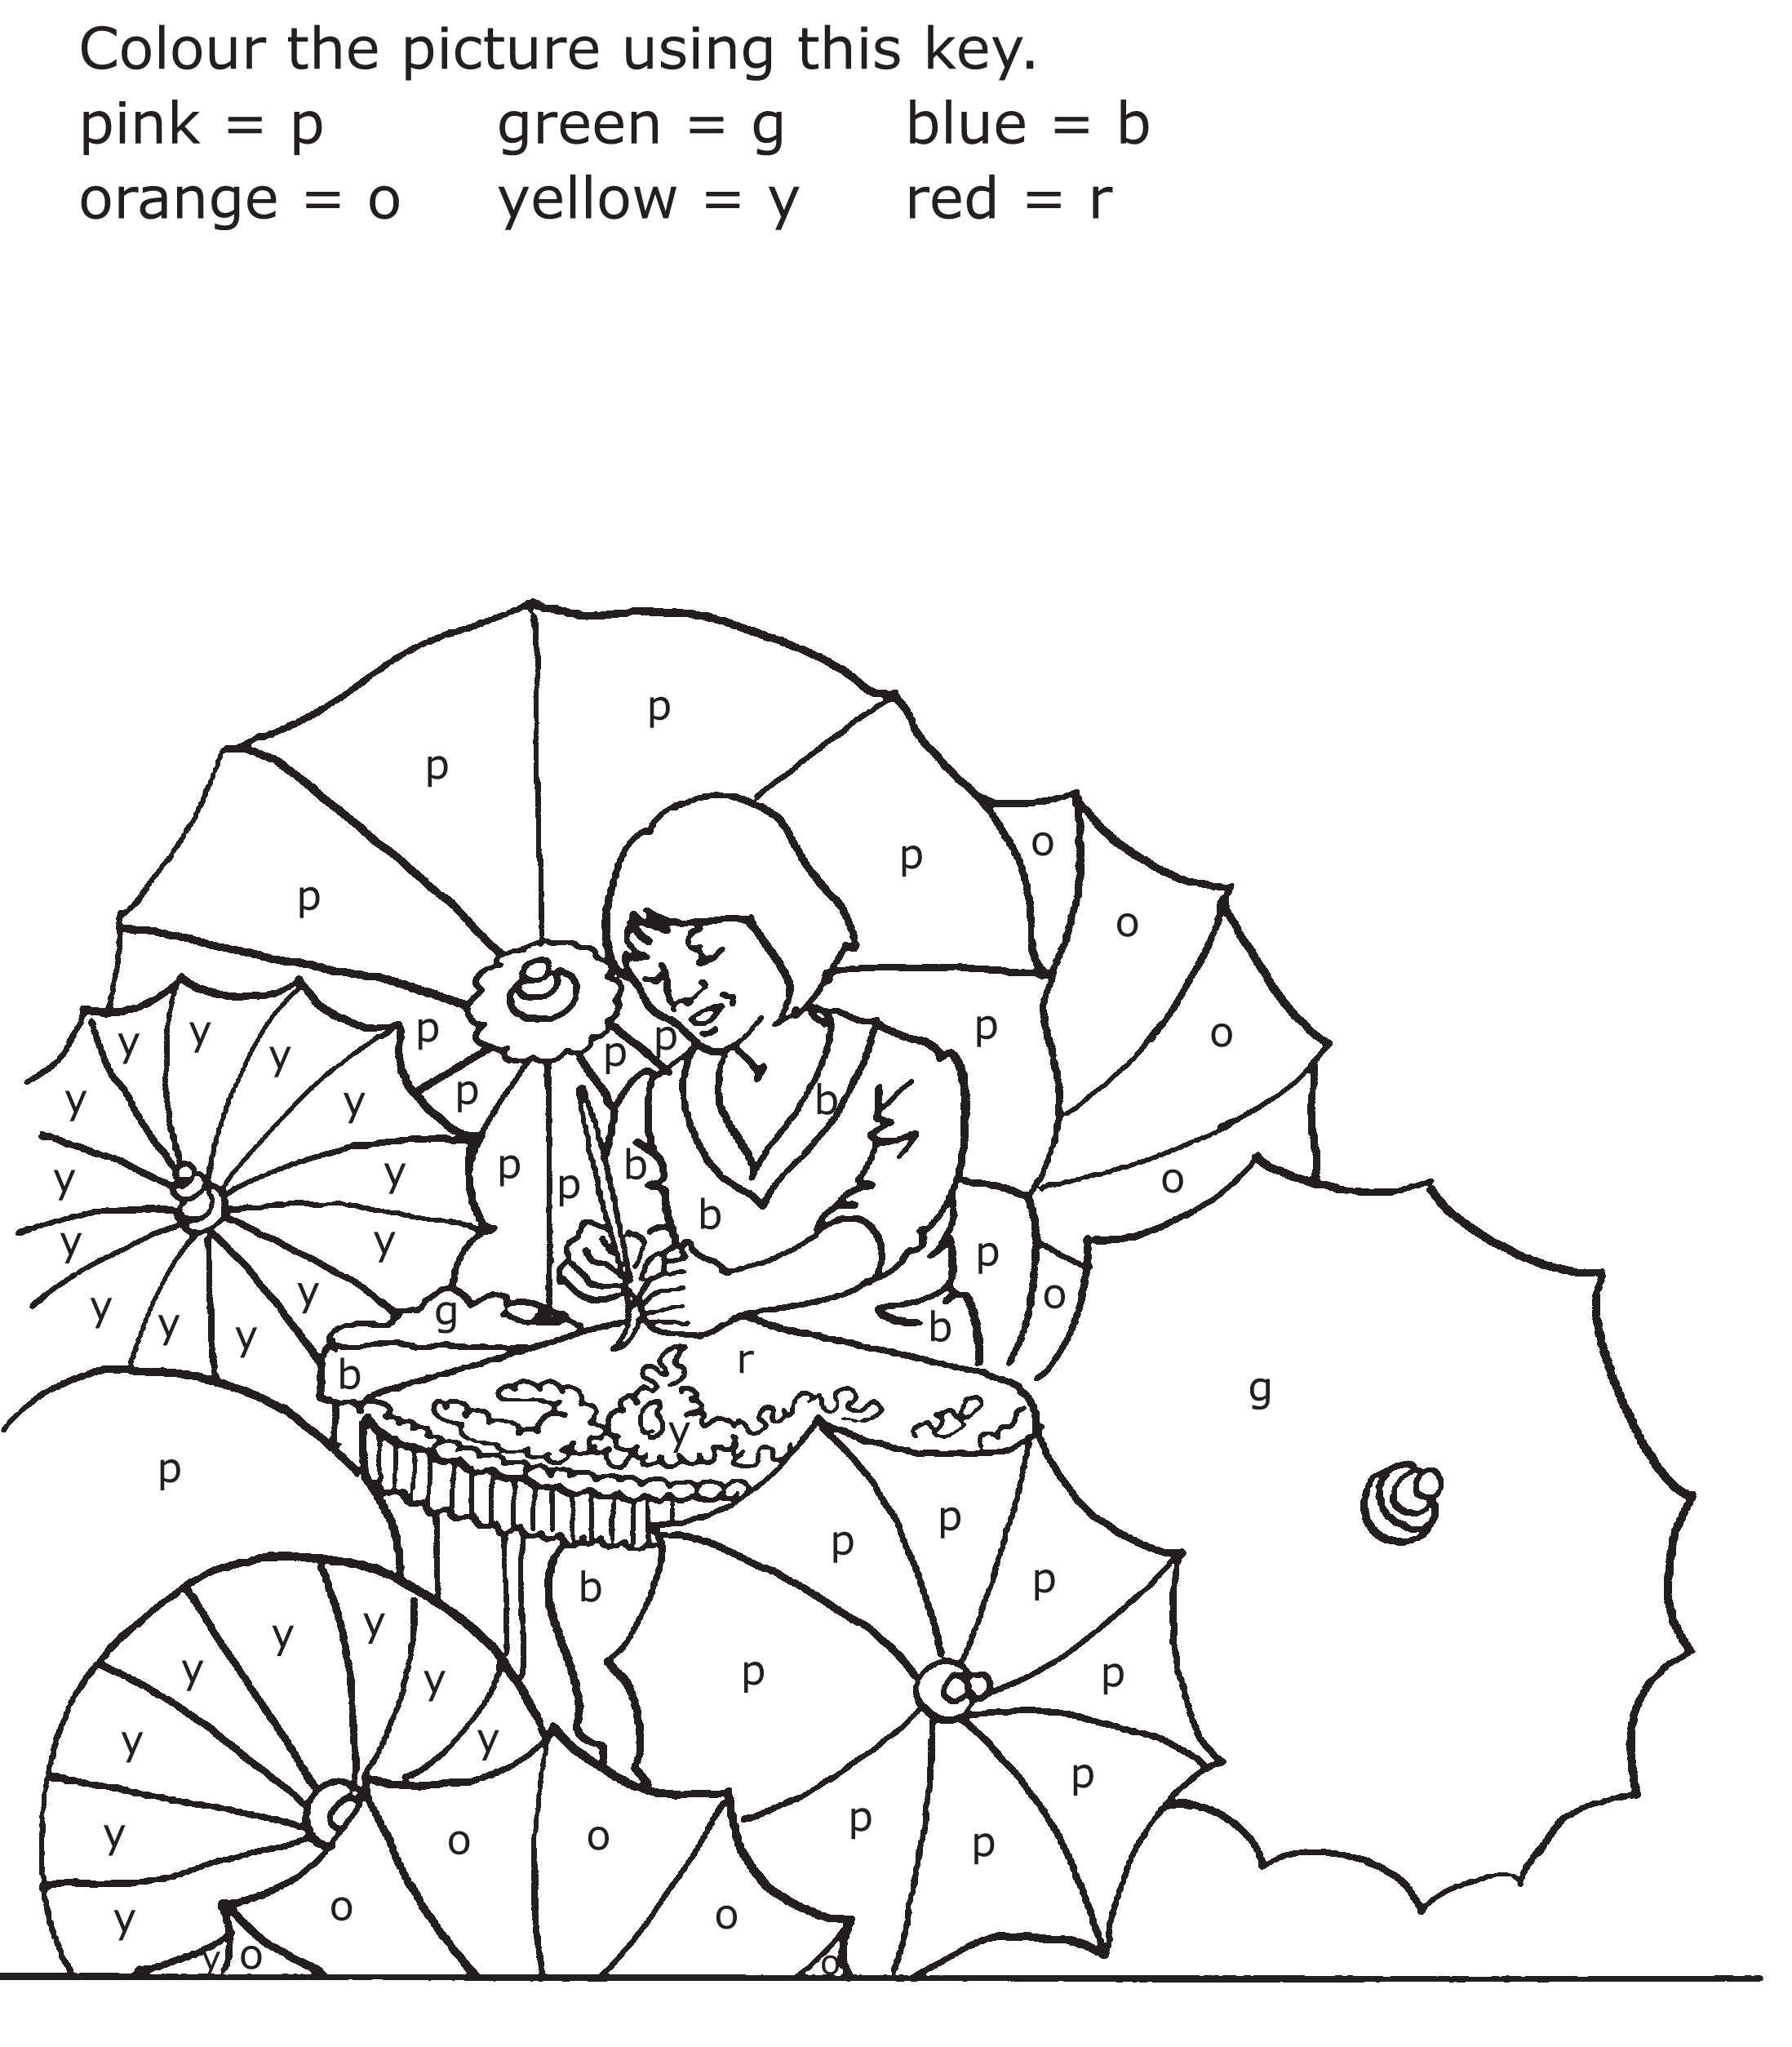 Colour the picture using this key.
pink = p green = g blue = b
orange = o yellow = y red = r
p
p
p
o
p
o
p
y y y p p p p o
y y p b
y y p p b o
b
y y p
y y y y g b o
b r g
y
p
p p
b p
y y y p
y y p
y y p
y o o p p
y o o
y o o